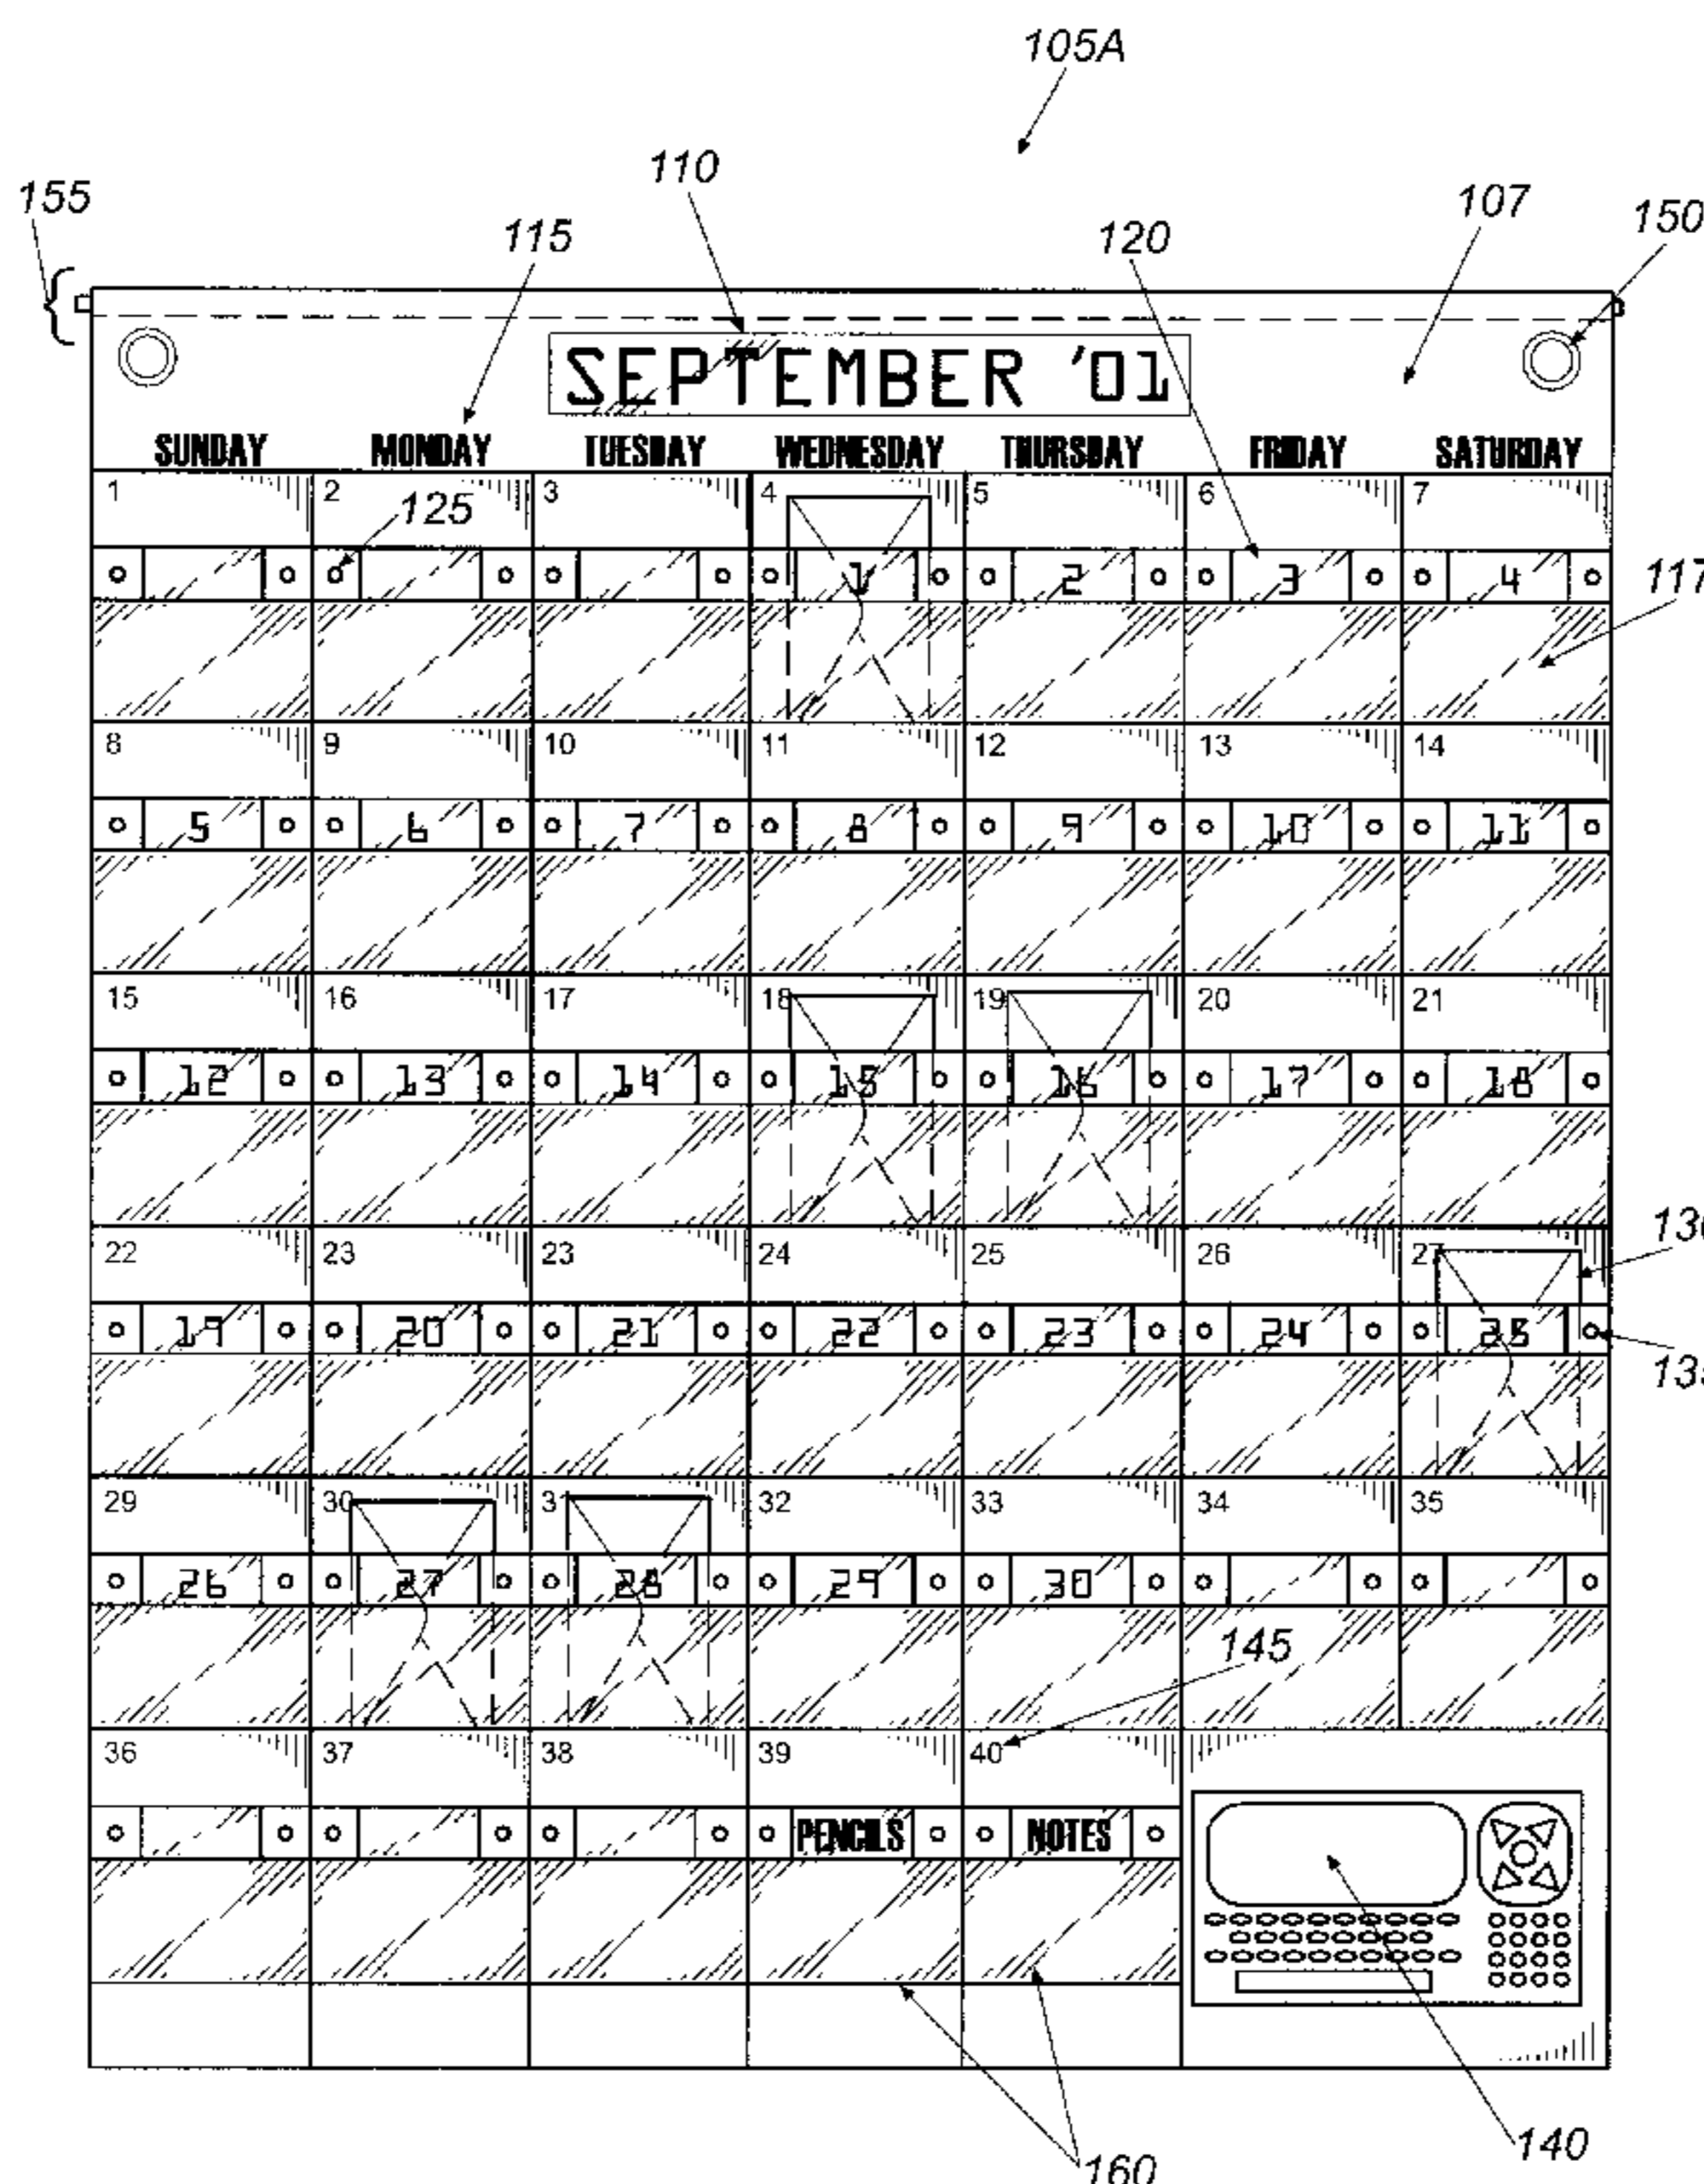 105A
110
155
107
150
115
120
SEPTEMBER '01
SUNDAY MONDAY TUESDAY WEDNESDAY THURSDAY FRIDAY SATURDAY
1 2 3 4 5 6 7
125
1 2 3 4
117
8 9 10 11 12 13 14
5 6 7 8 9 10 11
15 16 17 18 19 20 21
12 13 14 15 16 17 18
22 23 23 24 25 26 27
19 20 21 22 23 24 25
29 30 31 32 33 34 35
26 27 28 29 30
145
36 37 38 39 40
PENCILS NOTES
140
160